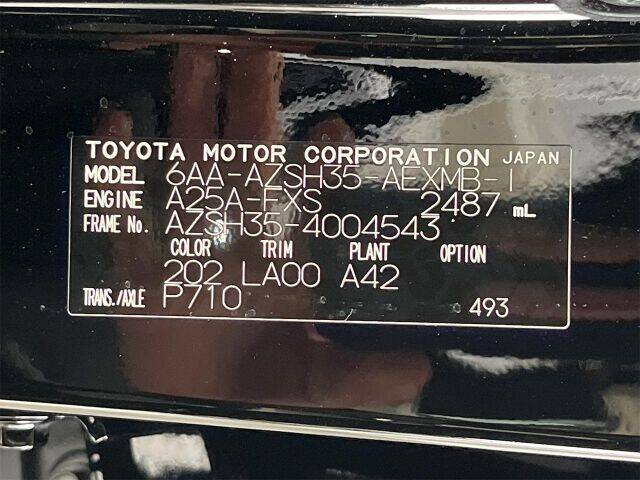 TOYOTA MOTOR CORPORATION JAPAN
MODEL 6AA-AZSH35-AEXMB-I
ENGINE A25A-FXS 2487 mL
FRAME No. AZSH35-4004543
COLOR TRIM PLANT OPTION
202 LA00 A42
TRANS./AXLE P710 493